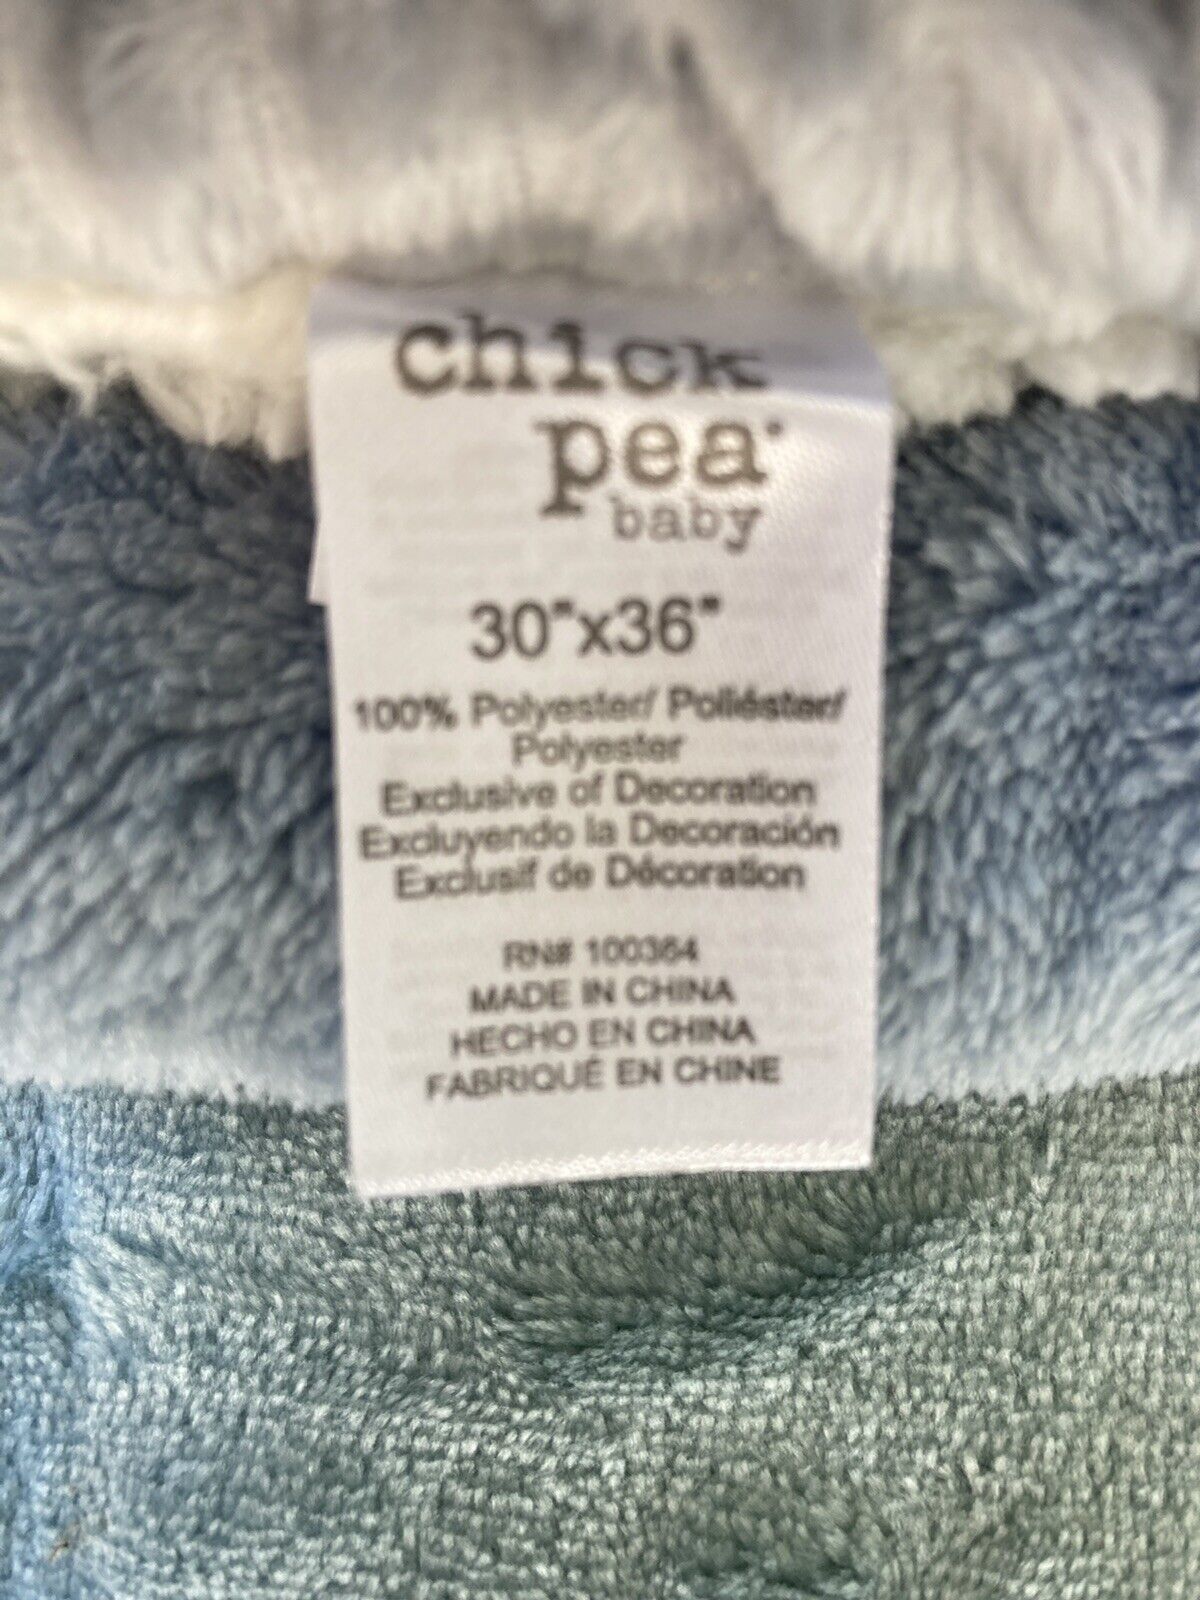 chick
pea
baby
30"x36"
100% Polyester/ Poliéster/
Polyester
Exclusive of Decoration
Excluyendo la Decoración
Exclusif de Décoration
RN# 100364
MADE IN CHINA
HECHO EN CHINA
FABRIQUÉ EN CHINE